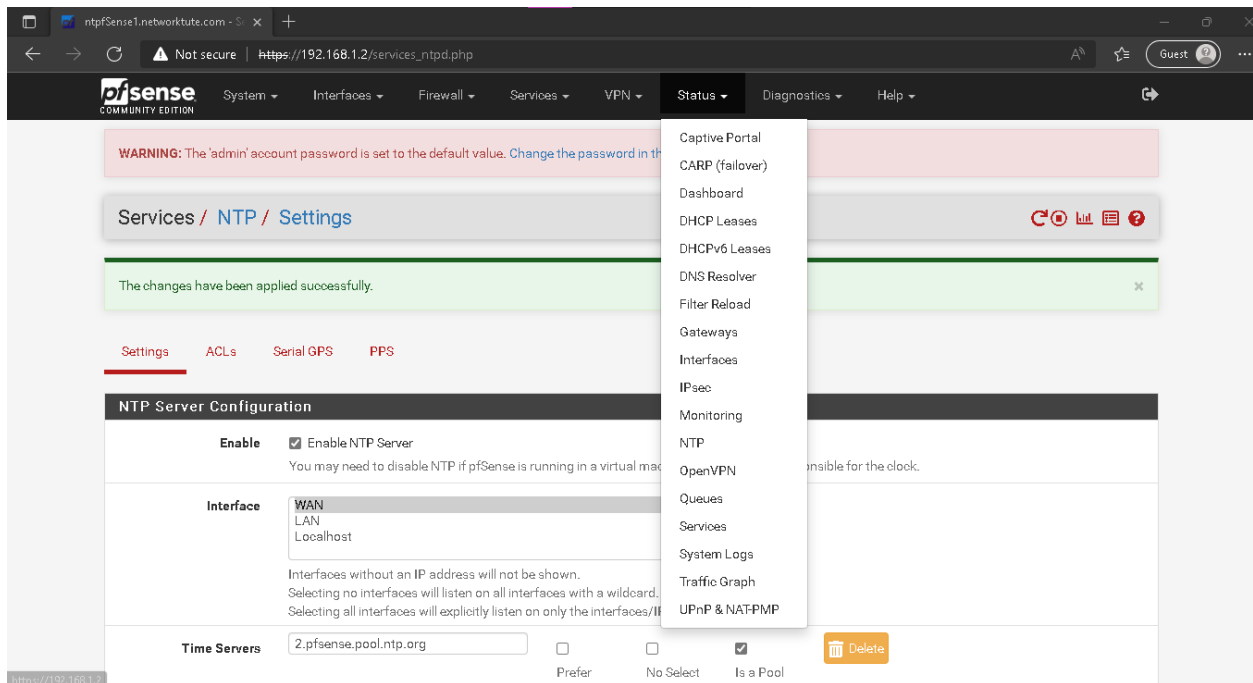 ntpfSense1.networktute.com - S
Not secure https://192.168.1.2/services_ntpd.php
Guest
pfsense
COMMUNITY EDITION
System Interfaces Firewall Services VPN Status Diagnostics Help
WARNING: The 'admin' account password is set to the default value. Change the password in th
Captive Portal
CARP (failover)
Dashboard
DHCP Leases
DHCPv6 Leases
DNS Resolver
Filter Reload
Gateways
Interfaces
IPsec
Monitoring
NTP
OpenVPN
Queues
Services
System Logs
Traffic Graph
UPnP & NAT-PMP
Services / NTP / Settings
The changes have been applied successfully.
Settings ACLs Serial GPS PPS
NTP Server Configuration
Enable Enable NTP Server
You may need to disable NTP if pfSense is running in a virtual mac nsible for the clock.
Interface WAN
LAN
Localhost
Interfaces without an IP address will not be shown.
Selecting no interfaces will listen on all interfaces with a wildcard.
Selecting all interfaces will explicitly listen on only the interfaces/IP
Time Servers 2.pfsense.pool.ntp.org Delete
Prefer No Select Is a Pool
https://192.168.1.2